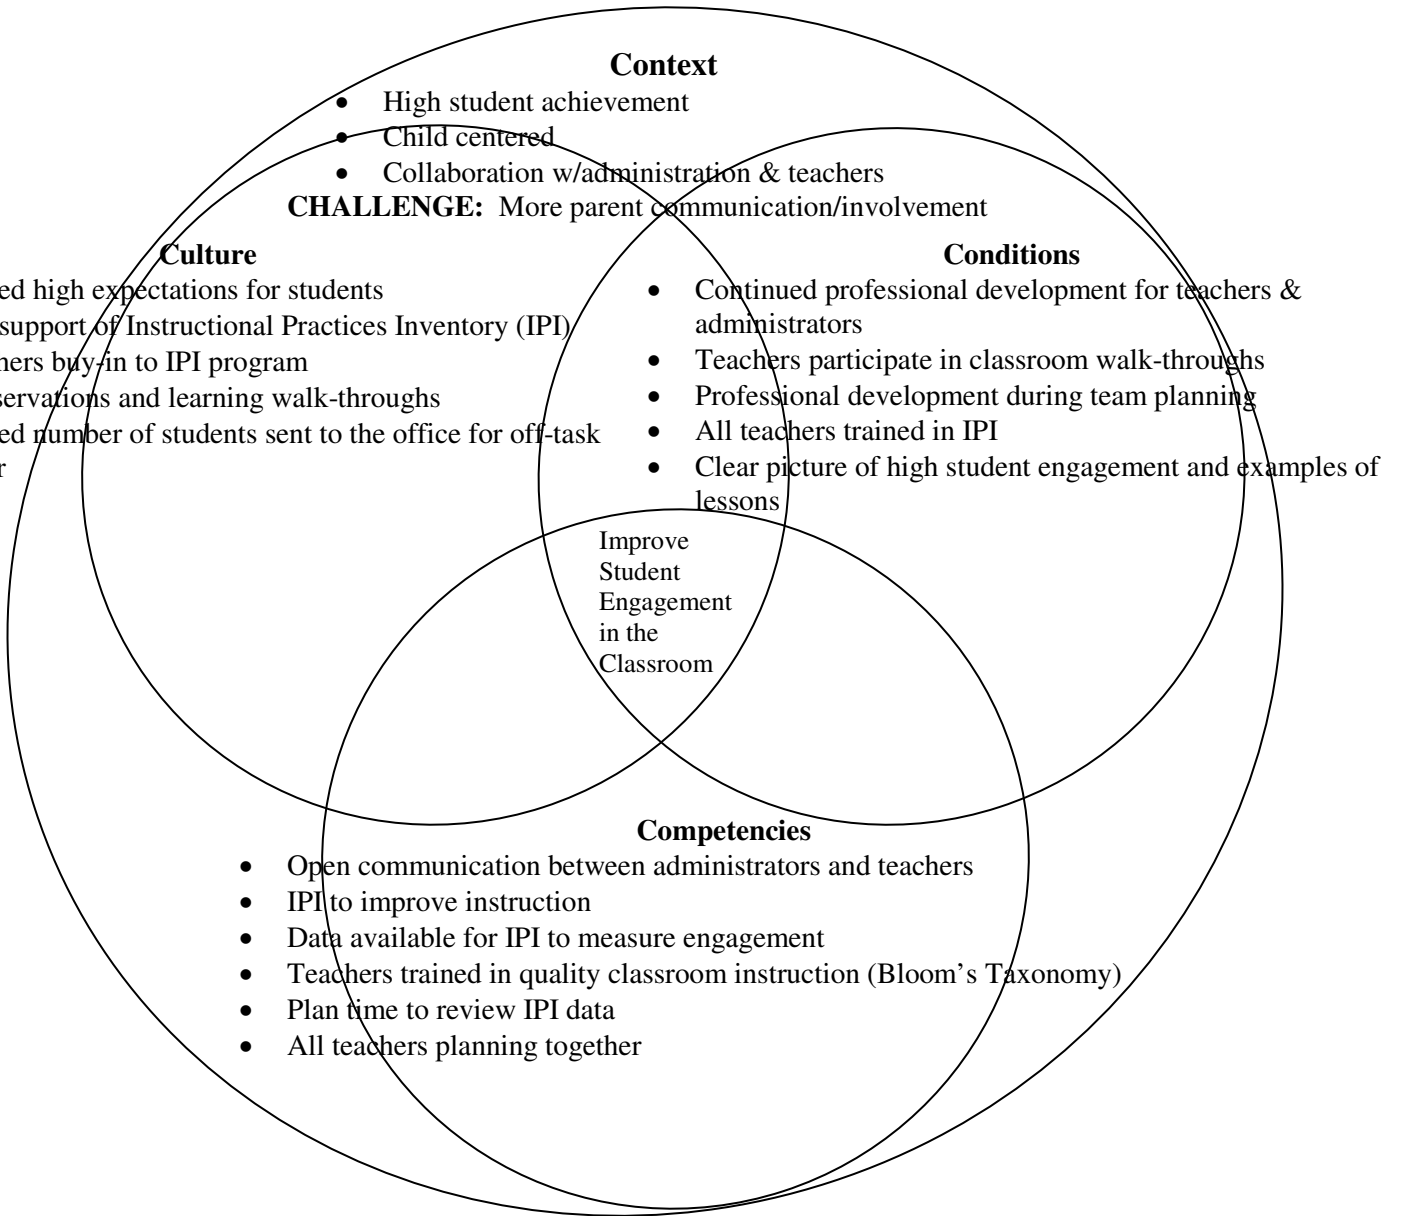 Context
• High student achievement
• Child centered
• Collaboration w/administration & teachers
CHALLENGE: More parent communication/involvement
Culture
high expectations for students
support of Instructional Practices Inventory (IPI)
buy-in to IPI program
and learning walk-throughs
number of students sent to the office for off-task
Conditions
• Continued professional development for teachers &
administrators
• Teachers participate in classroom walk-throughs
• Professional development during team planning
• All teachers trained in IPI
• Clear picture of high student engagement and examples of
lessons
Improve
Student
Engagement
in the
Classroom
Competencies
• Open communication between administrators and teachers
• IPI to improve instruction
• Data available for IPI to measure engagement
• Teachers trained in quality classroom instruction (Bloom’s Taxonomy)
• Plan time to review IPI data
• All teachers planning together